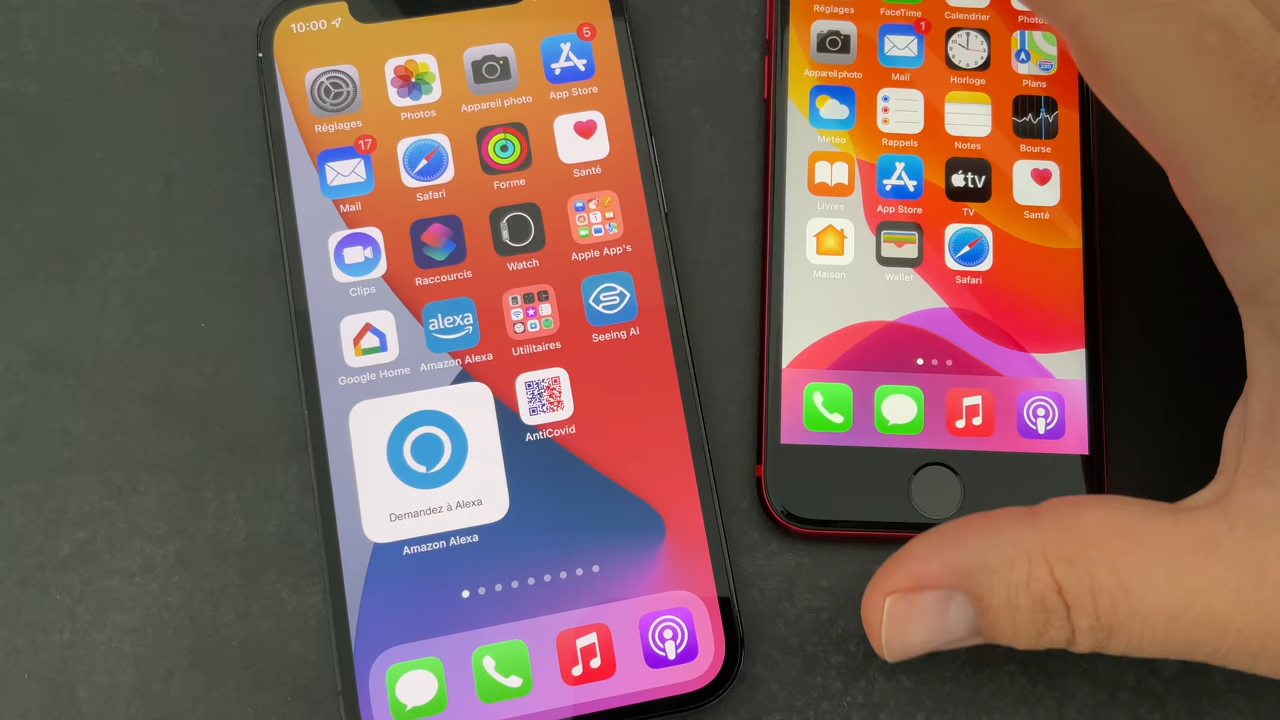 10:00
Réglages
Photos
Appareil photo
5
App Store
17
Mail
Safari
Forme
Santé
Clips
Raccourcis
Watch
Apple App's
Google Home
alexa
Amazon Alexa
Utilitaires
Seeing AI
Demandez à Alexa
Amazon Alexa
AntiCovid
Réglages
FaceTime
Calendrier
Photos
Appareil photo
1
Mail
Horloge
Plans
Météo
Rappels
Notes
Bourse
Livres
App Store
tv
TV
Santé
Maison
Wallet
Safari